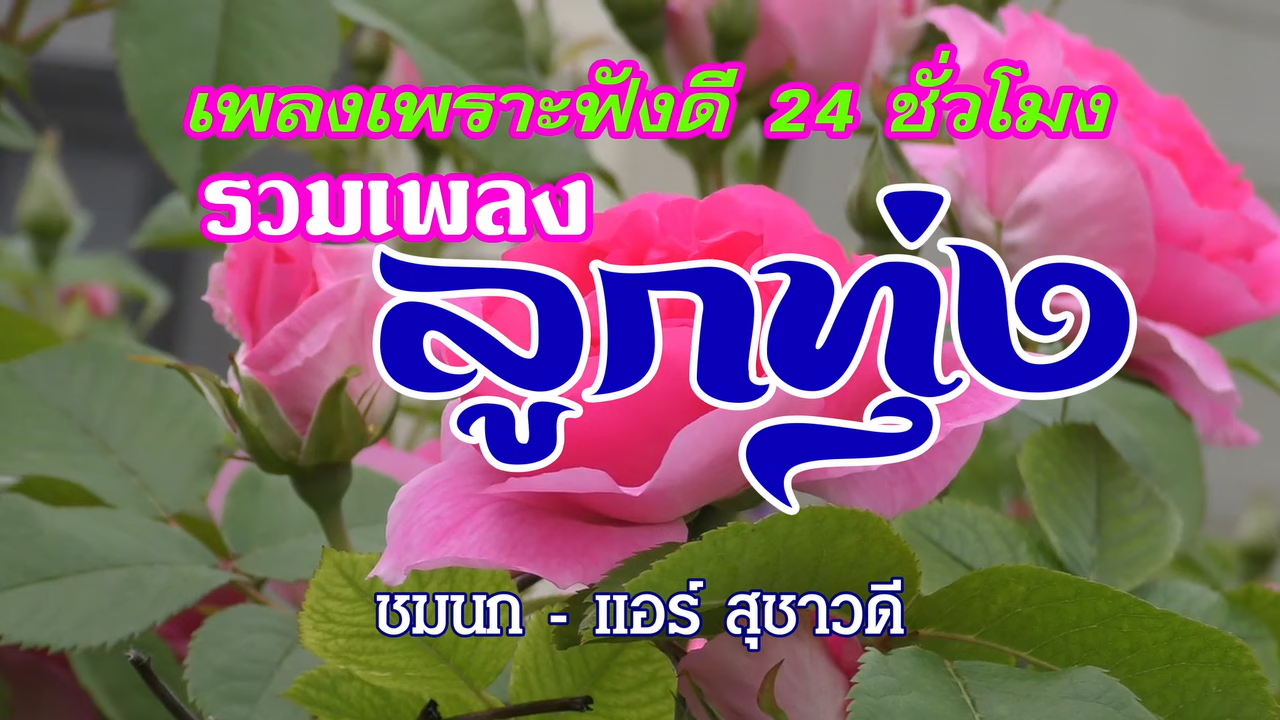 เพลงเพราะฟังดี 24 ชั่วโมง
รวมเพลง
ลูกทุ่ง
ชมนก - แอร์ สุชาวดี